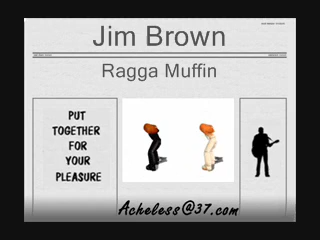 Jim Brown
Ragga Muffin
PUT
TOGETHER
FOR
YOUR
PLEASURE
Acheless@37.com